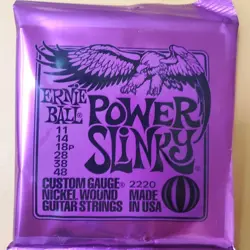 ERNIE
BALL®
POWER
SLINKY
11
14
18P
28
38
48
CUSTOM GAUGE® 2220
NICKEL WOUND MADE
GUITAR STRINGS IN USA